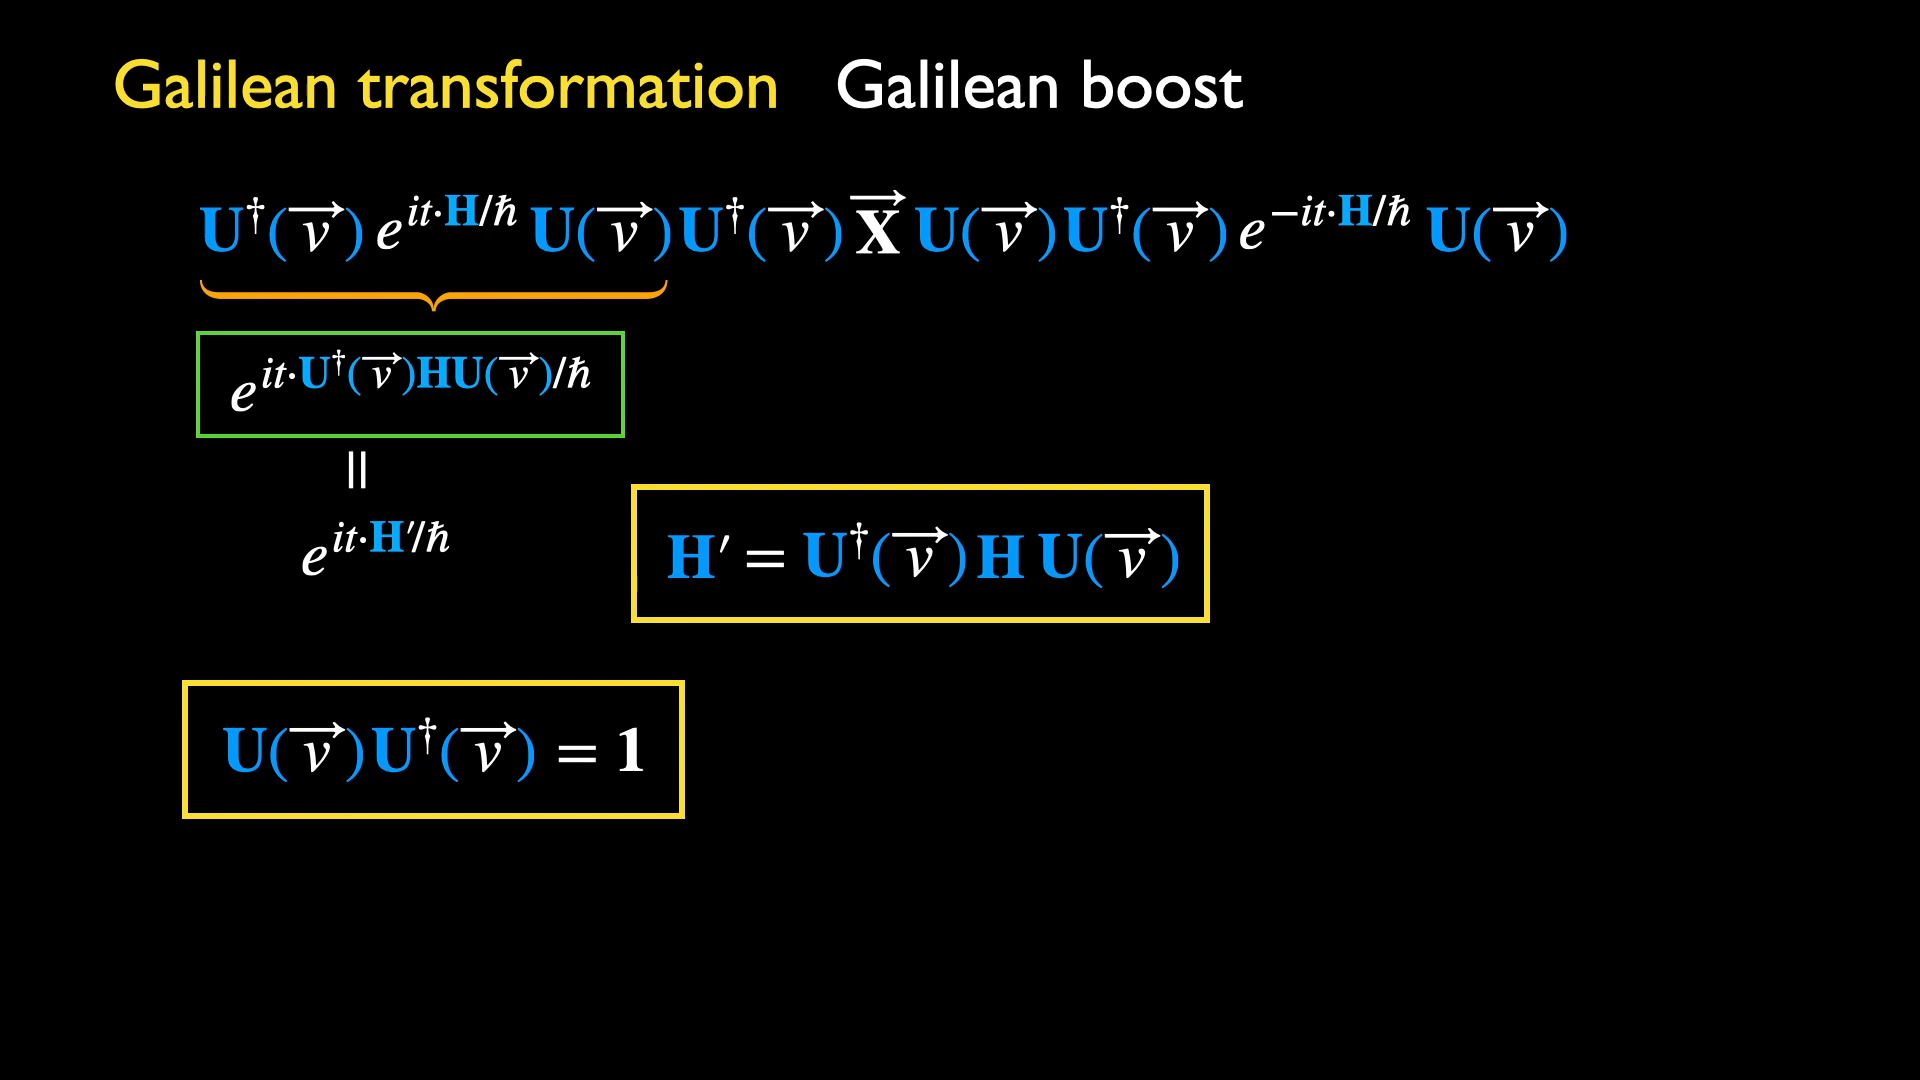 Galilean transformation Galilean boost
U†(v⃗) e^{it·H/ħ} U(v⃗) U†(v⃗) X⃗ U(v⃗) U†(v⃗) e^{−it·H/ħ} U(v⃗)
e^{it·U†(v⃗)HU(v⃗)/ħ}
=
e^{it·H′/ħ}
H′ = U†(v⃗) H U(v⃗)
U(v⃗) U†(v⃗) = 1